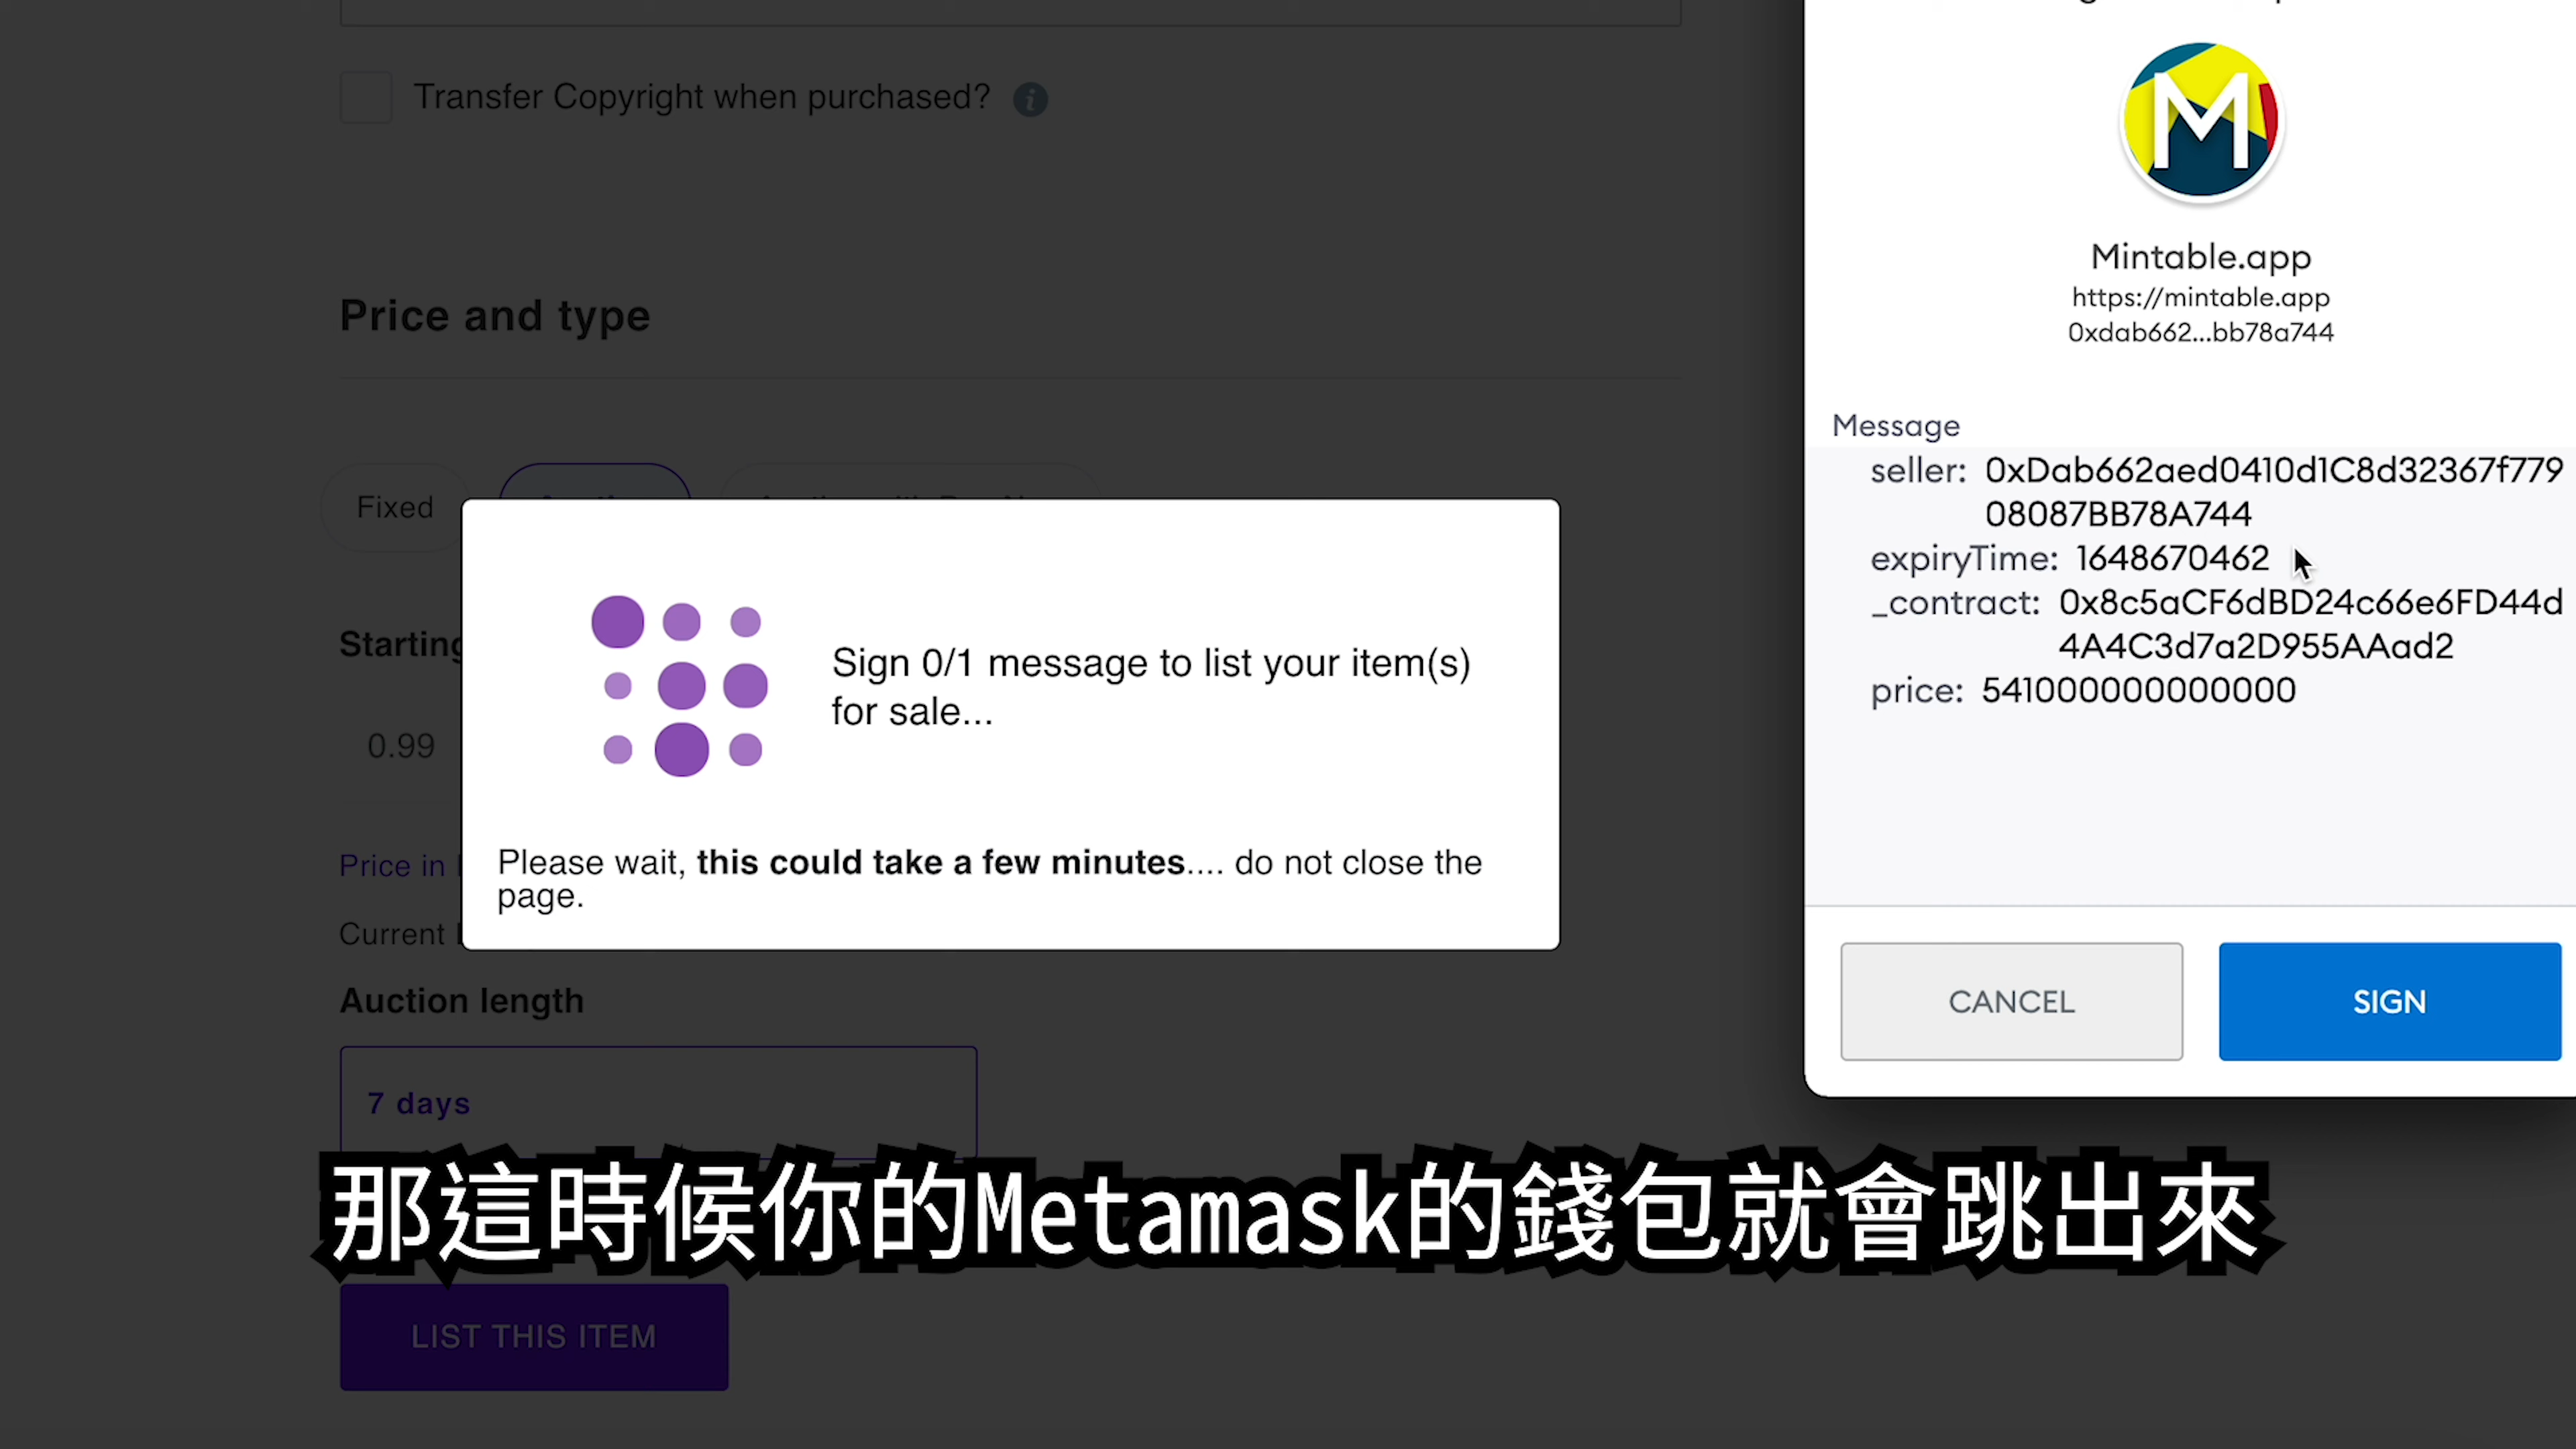 Transfer Copyright when purchased?
Price and type
Fixed
Starting
0.99
Price in
Current
Sign 0/1 message to list your item(s)
for sale...
Please wait, this could take a few minutes.... do not close the
page.
Auction length
7 days
LIST THIS ITEM
M
Mintable.app
https://mintable.app
0xdab662...bb78a744
Message
seller: 0xDab662aed0410d1C8d32367f779
08087BB78A744
expiryTime: 1648670462
_contract: 0x8c5aCF6dBD24c66e6FD44d
4A4C3d7a2D955AAad2
price: 541000000000000
CANCEL
SIGN
那這時候你的Metamask的錢包就會跳出來